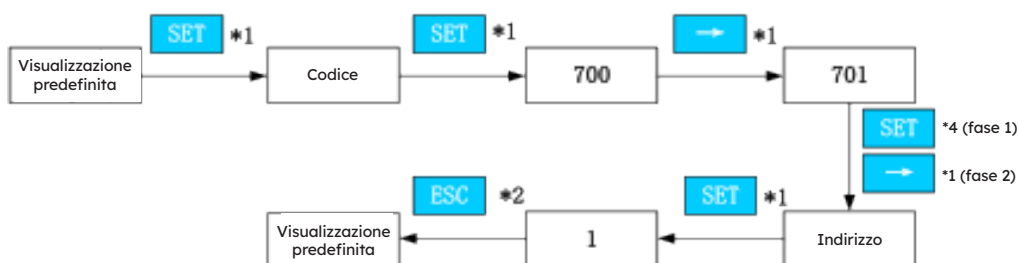 SET *1
SET *1
→ *1
Visualizzazione
predefinita
Codice
700
701
SET *4 (fase 1)
→ *1 (fase 2)
ESC *2
SET *1
Visualizzazione
predefinita
1
Indirizzo